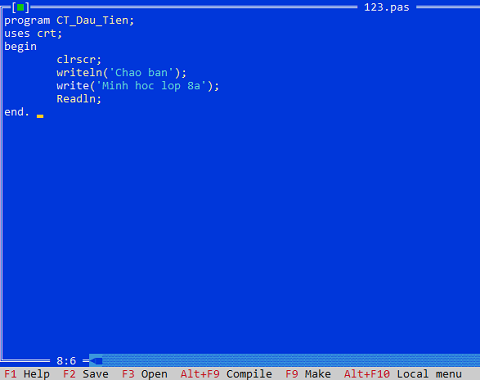 123.pas
program CT_Dau_Tien;
uses crt;
begin
clrscr;
writeln('Chao ban');
write('Minh hoc lop 8a');
Readln;
end.
8:6
F1 Help F2 Save F3 Open Alt+F9 Compile F9 Make Alt+F10 Local menu